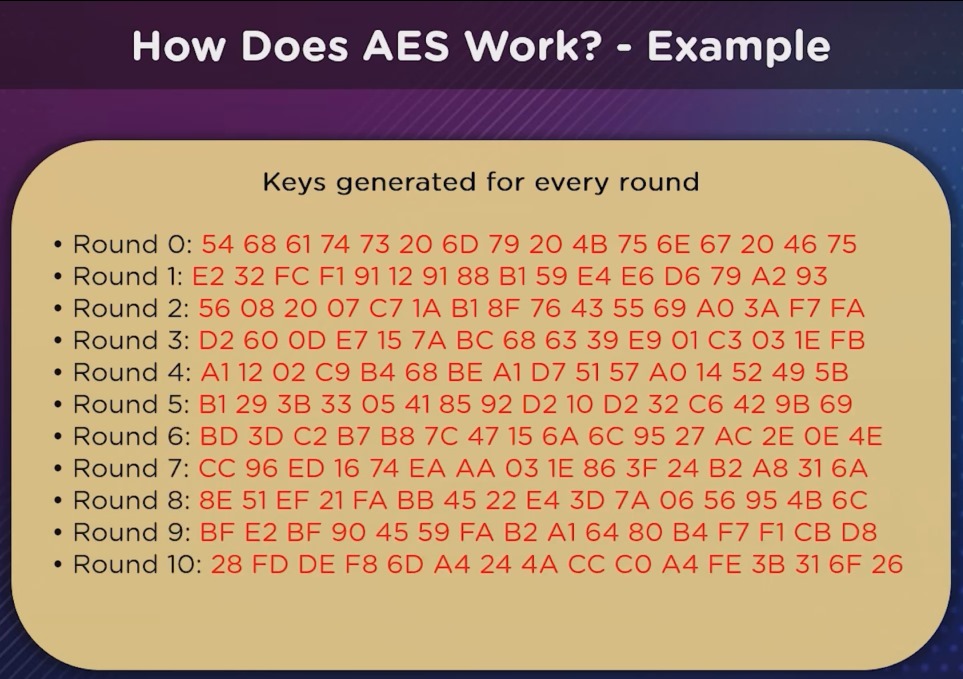 How Does AES Work? - Example
Keys generated for every round
• Round 0: 54 68 61 74 73 20 6D 79 20 4B 75 6E 67 20 46 75
• Round 1: E2 32 FC F1 91 12 91 88 B1 59 E4 E6 D6 79 A2 93
• Round 2: 56 08 20 07 C7 1A B1 8F 76 43 55 69 A0 3A F7 FA
• Round 3: D2 60 0D E7 15 7A BC 68 63 39 E9 01 C3 03 1E FB
• Round 4: A1 12 02 C9 B4 68 BE A1 D7 51 57 A0 14 52 49 5B
• Round 5: B1 29 3B 33 05 41 85 92 D2 10 D2 32 C6 42 9B 69
• Round 6: BD 3D C2 B7 B8 7C 47 15 6A 6C 95 27 AC 2E 0E 4E
• Round 7: CC 96 ED 16 74 EA AA 03 1E 86 3F 24 B2 A8 31 6A
• Round 8: 8E 51 EF 21 FA BB 45 22 E4 3D 7A 06 56 95 4B 6C
• Round 9: BF E2 BF 90 45 59 FA B2 A1 64 80 B4 F7 F1 CB D8
• Round 10: 28 FD DE F8 6D A4 24 4A CC C0 A4 FE 3B 31 6F 26